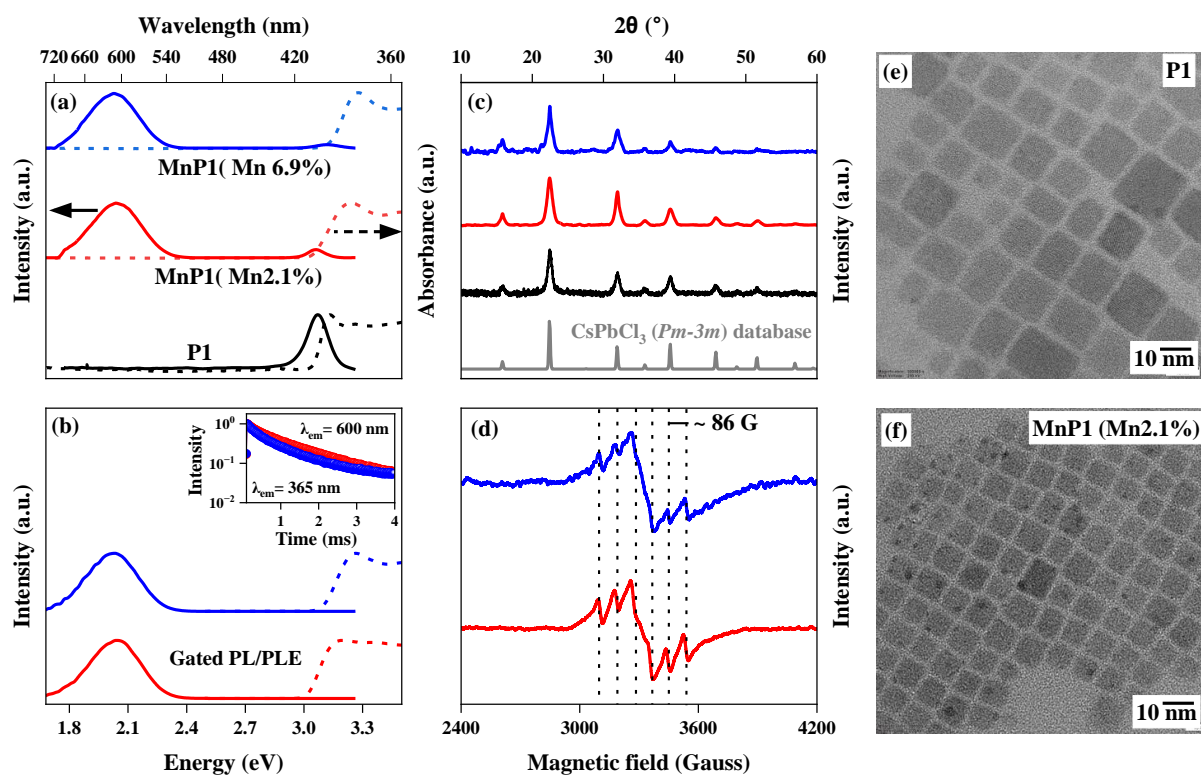 Wavelength (nm)
720 660 600 540 480 420 360
(a)
MnP1( Mn 6.9%)
MnP1( Mn2.1%)
P1
Intensity (a.u.)
Absorbance (a.u.)
2θ (°)
10 20 30 40 50 60
(c)
CsPbCl3 (Pm-3m) database
Intensity (a.u.)
(e)
P1
10 nm
(b)
10⁰
10⁻¹
10⁻²
Intensity
λem= 600 nm
λem= 365 nm
1 2 3 4
Time (ms)
Gated PL/PLE
Intensity (a.u.)
1.8 2.1 2.4 2.7 3.0 3.3
Energy (eV)
(d)
~ 86 G
2400 3000 3600 4200
Magnetic field (Gauss)
Intensity (a.u.)
(f)
MnP1 (Mn2.1%)
10 nm